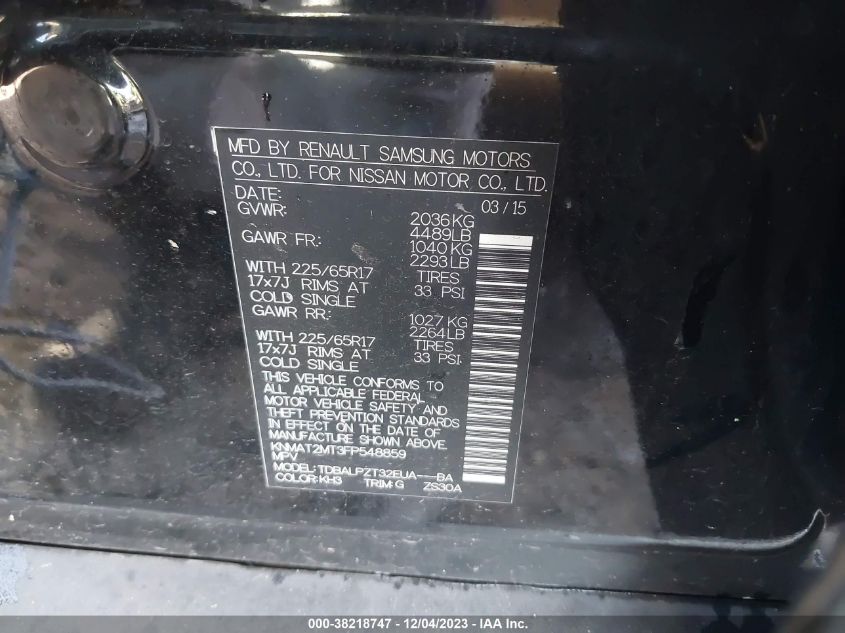 MFD BY RENAULT SAMSUNG MOTORS
CO., LTD. FOR NISSAN MOTOR CO., LTD.
DATE: 03/15
GVWR: 2036KG
4489LB
GAWR FR.: 1040KG
2293LB
WITH 225/65R17 TIRES
17x7J RIMS AT 33 PSI
COLD SINGLE
GAWR RR.: 1027KG
2264LB
WITH 225/65R17 TIRES
17x7J RIMS AT 33 PSI
COLD SINGLE
THIS VEHICLE CONFORMS TO
ALL APPLICABLE FEDERAL
MOTOR VEHICLE SAFETY AND
THEFT PREVENTION STANDARDS
IN EFFECT ON THE DATE OF
MANUFACTURE SHOWN ABOVE.
KNMAT2MT3FP548859
MPV
MODEL: TDBALPZT32EUA---BA
COLOR: KH3 TRIM: G ZS30A
000-38218747 - 12/04/2023 - IAA Inc.